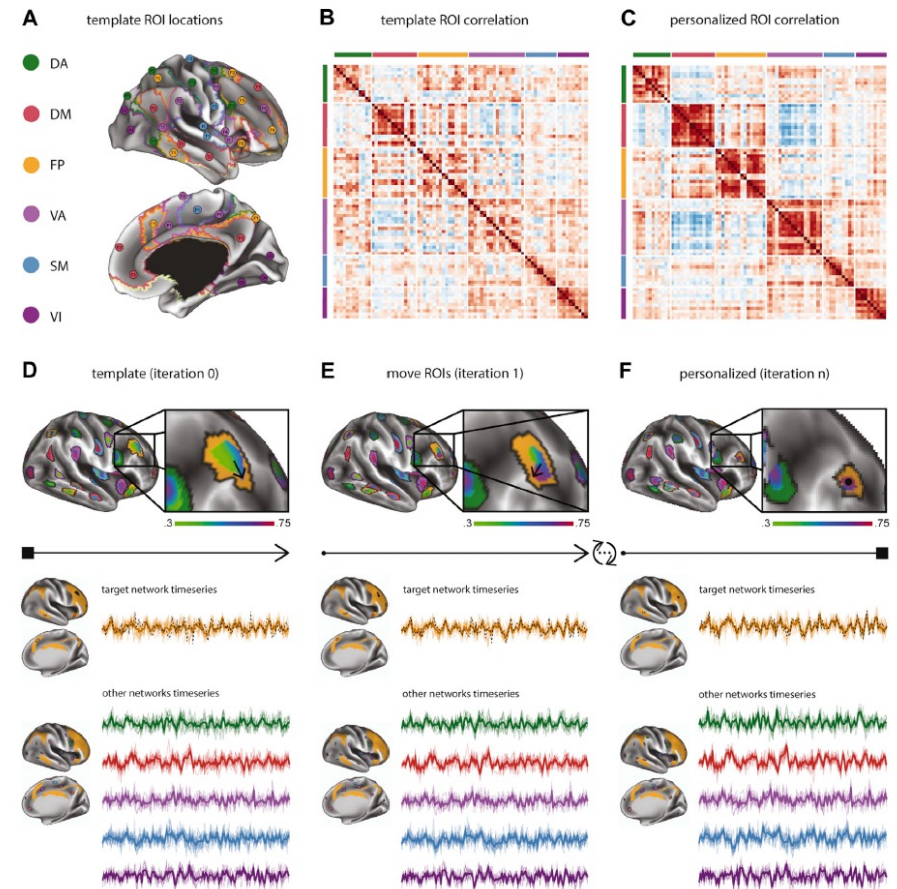 A template ROI locations
B template ROI correlation
C personalized ROI correlation
DA
DM
FP
VA
SM
VI
D template (iteration 0)
E move ROIs (iteration 1)
F personalized (iteration n)
.3 .75
.3 .75
.3 .75
target network timeseries
target network timeseries
target network timeseries
other networks timeseries
other networks timeseries
other networks timeseries